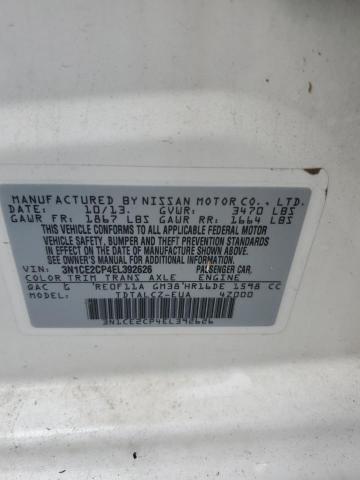 MANUFACTURED BY NISSAN MOTOR CO., LTD.
DATE: 10/13. GVWR: 3470 LBS
GAWR FR: 1867 LBS GAWR RR: 1664 LBS
THIS VEHICLE CONFORMS TO ALL APPLICABLE FEDERAL MOTOR
VEHICLE SAFETY, BUMPER AND THEFT PREVENTION STANDARDS
IN EFFECT ON THE DATE OF MANUFACTURE SHOWN ABOVE.
SEE OWNER'S MANUAL FOR ADDITIONAL INFORMATION.
VIN: 3N1CE2CP4EL392626 PASSENGER CAR.
COLOR TRIM TRANS AXLE ENGINE
QAC G RE0F11A GM38 HR16DE 1598 CC
MODEL TDTALCZ-EUA 4Z000
3N1CE2CP4EL392626